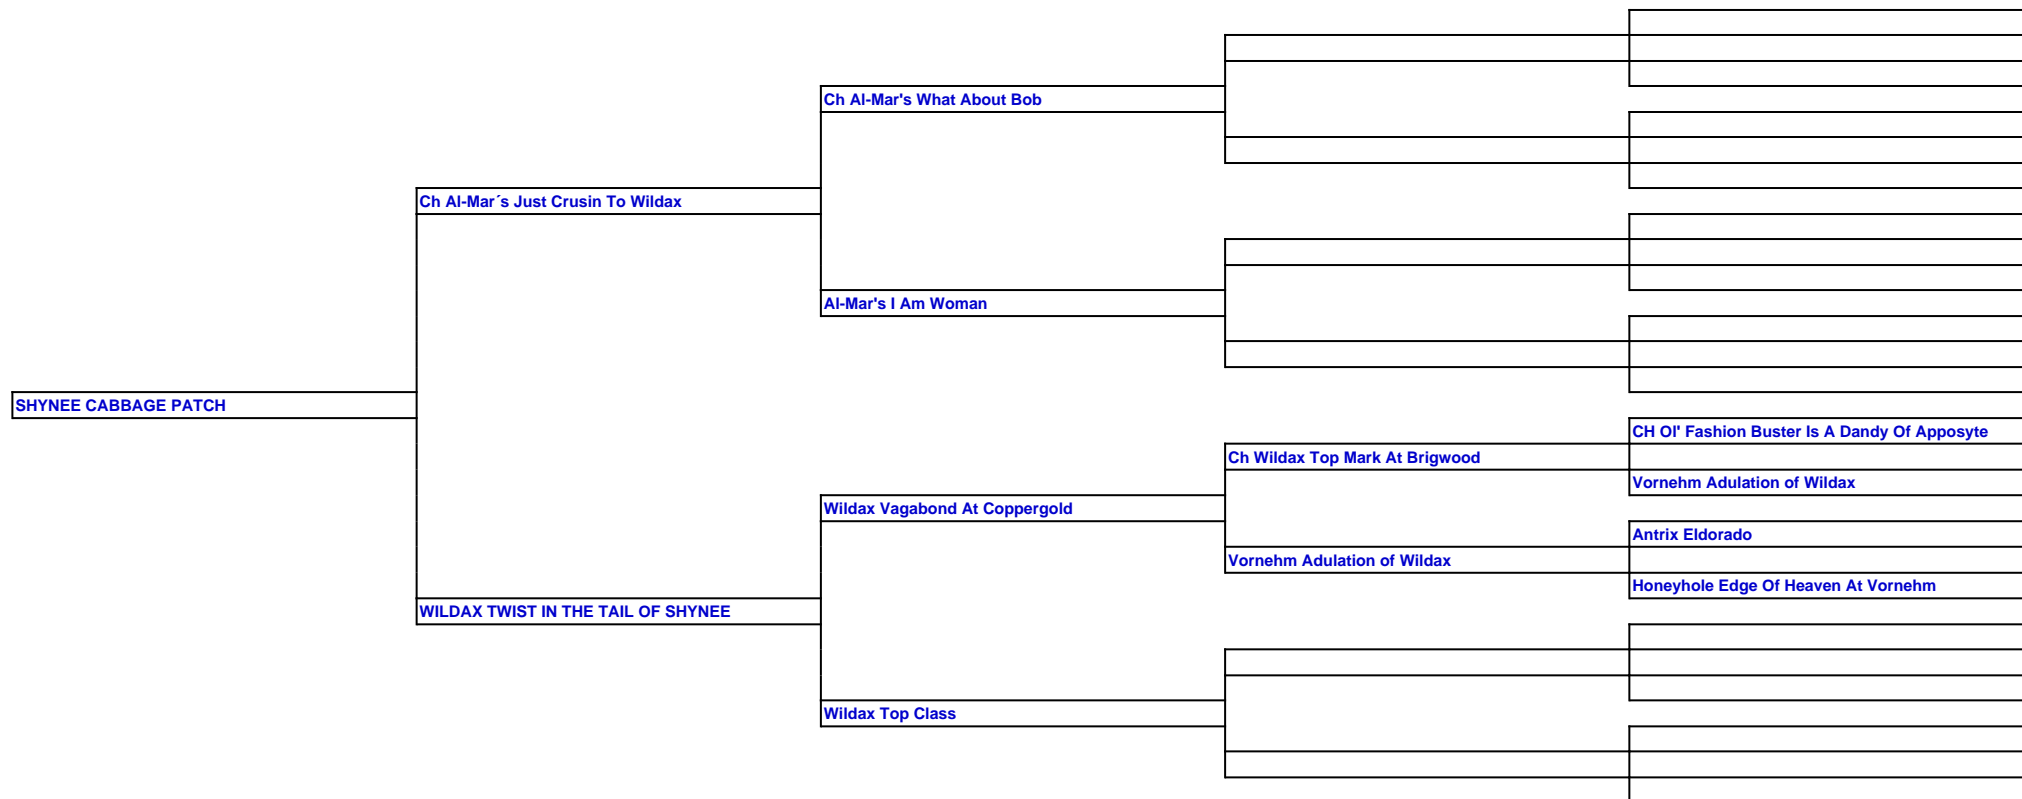 Ch Al-Mar's What About Bob
Ch Al-Mar´s Just Crusin To Wildax
Al-Mar's I Am Woman
SHYNEE CABBAGE PATCH
CH Ol' Fashion Buster Is A Dandy Of Apposyte
Ch Wildax Top Mark At Brigwood
Vornehm Adulation of Wildax
Wildax Vagabond At Coppergold
Antrix Eldorado
Vornehm Adulation of Wildax
Honeyhole Edge Of Heaven At Vornehm
WILDAX TWIST IN THE TAIL OF SHYNEE
Wildax Top Class